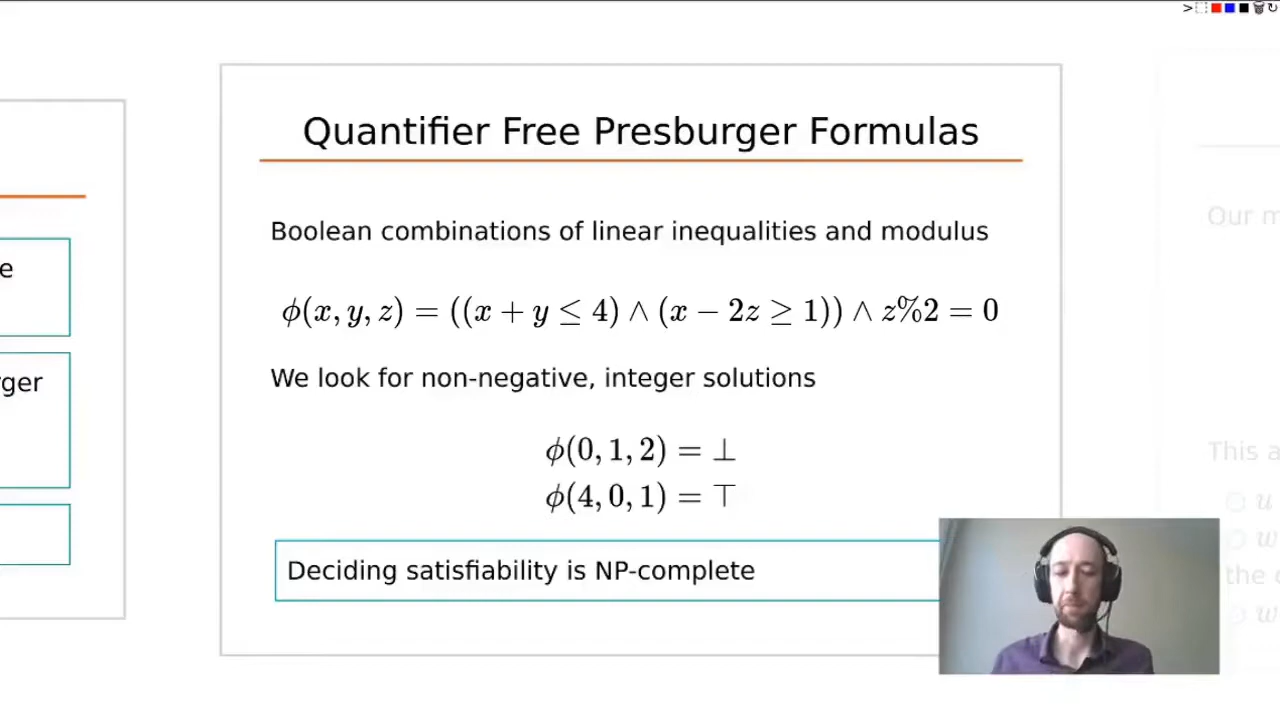 Quantifier Free Presburger Formulas
Boolean combinations of linear inequalities and modulus
ϕ(x, y, z) = ((x + y ≤ 4) ∧ (x − 2z ≥ 1)) ∧ z%2 = 0
We look for non-negative, integer solutions
ϕ(0, 1, 2) = ⊥
ϕ(4, 0, 1) = ⊤
Deciding satisfiability is NP-complete
e
Our
This
u
w
the
w